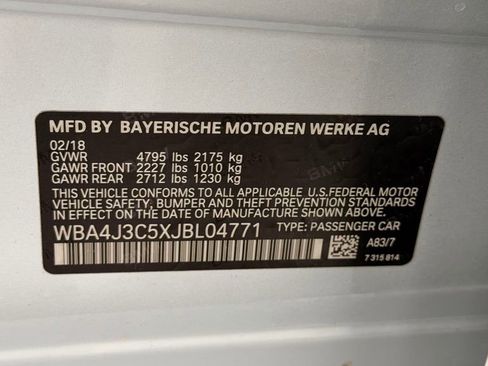 MFD BY BAYERISCHE MOTOREN WERKE AG
02/18
GVWR 4795 lbs 2175 kg
GAWR FRONT 2227 lbs 1010 kg
GAWR REAR 2712 lbs 1230 kg
THIS VEHICLE CONFORMS TO ALL APPLICABLE U.S.FEDERAL MOTOR
VEHICLE SAFETY, BUMPER AND THEFT PREVENTION STANDARDS IN
EFFECT ON THE DATE OF MANUFACTURE SHOWN ABOVE.
WBA4J3C5XJBL04771 TYPE: PASSENGER CAR
A83/7
7 315 814